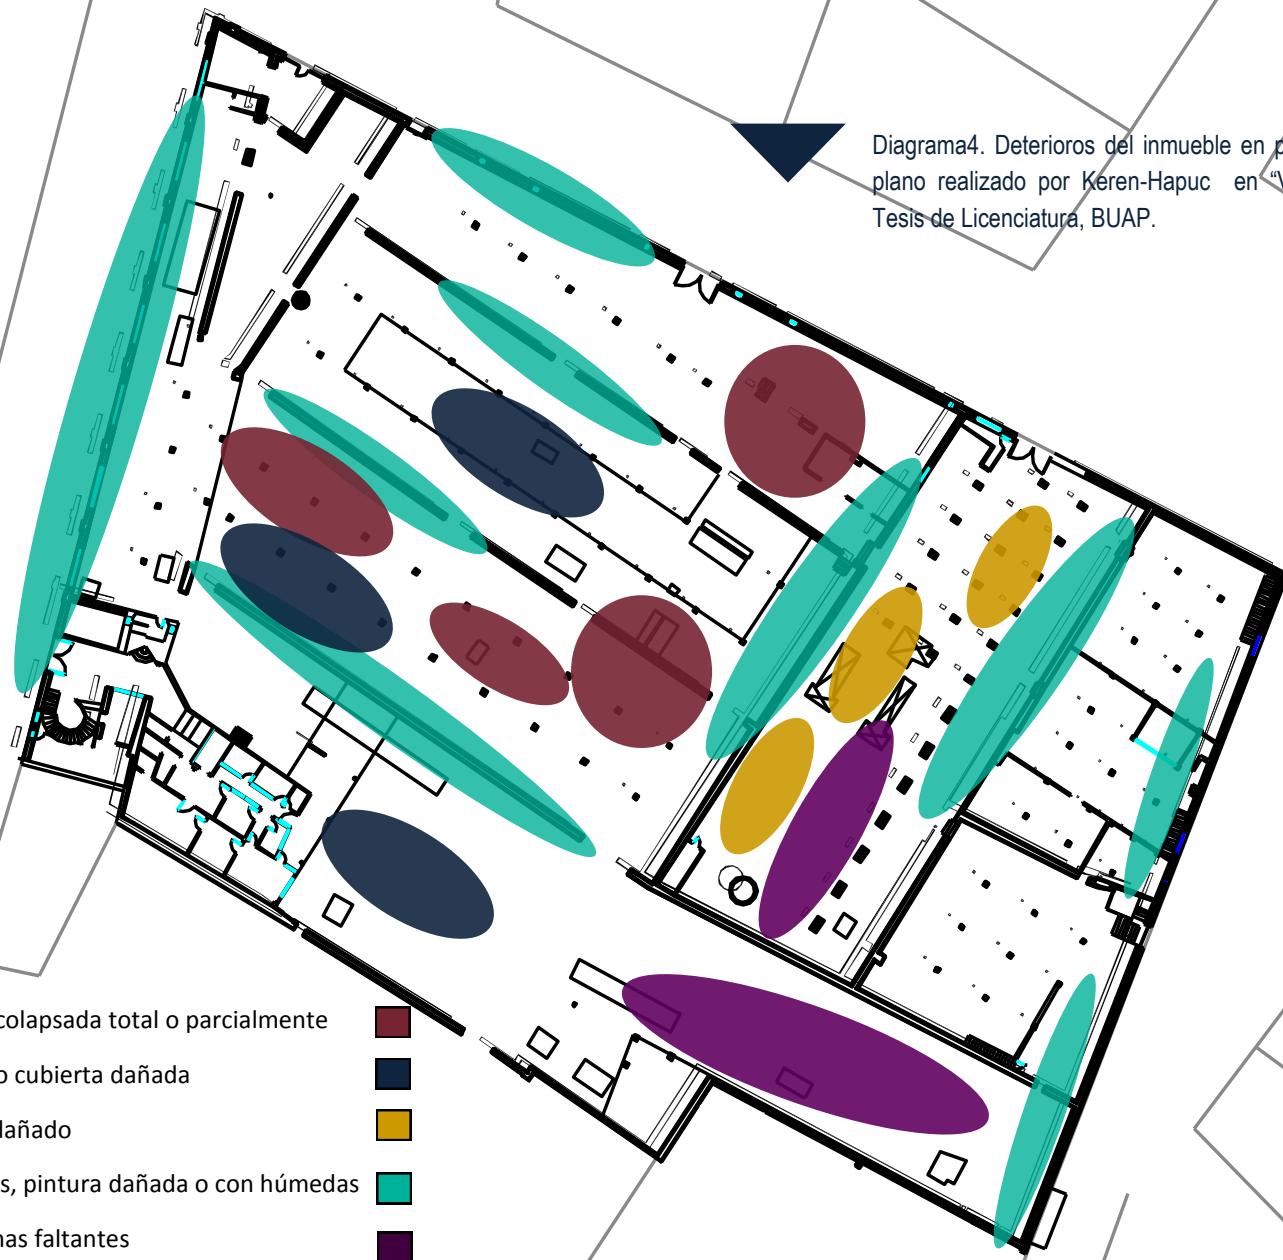 Diagrama4. Deterioros del inmueble en
plano realizado por Keren-Hapuc en
Tesis de Licenciatura, BUAP.
colapsada total o parcialmente
o cubierta dañada
dañado
pintura dañada o con húmedas
faltantes